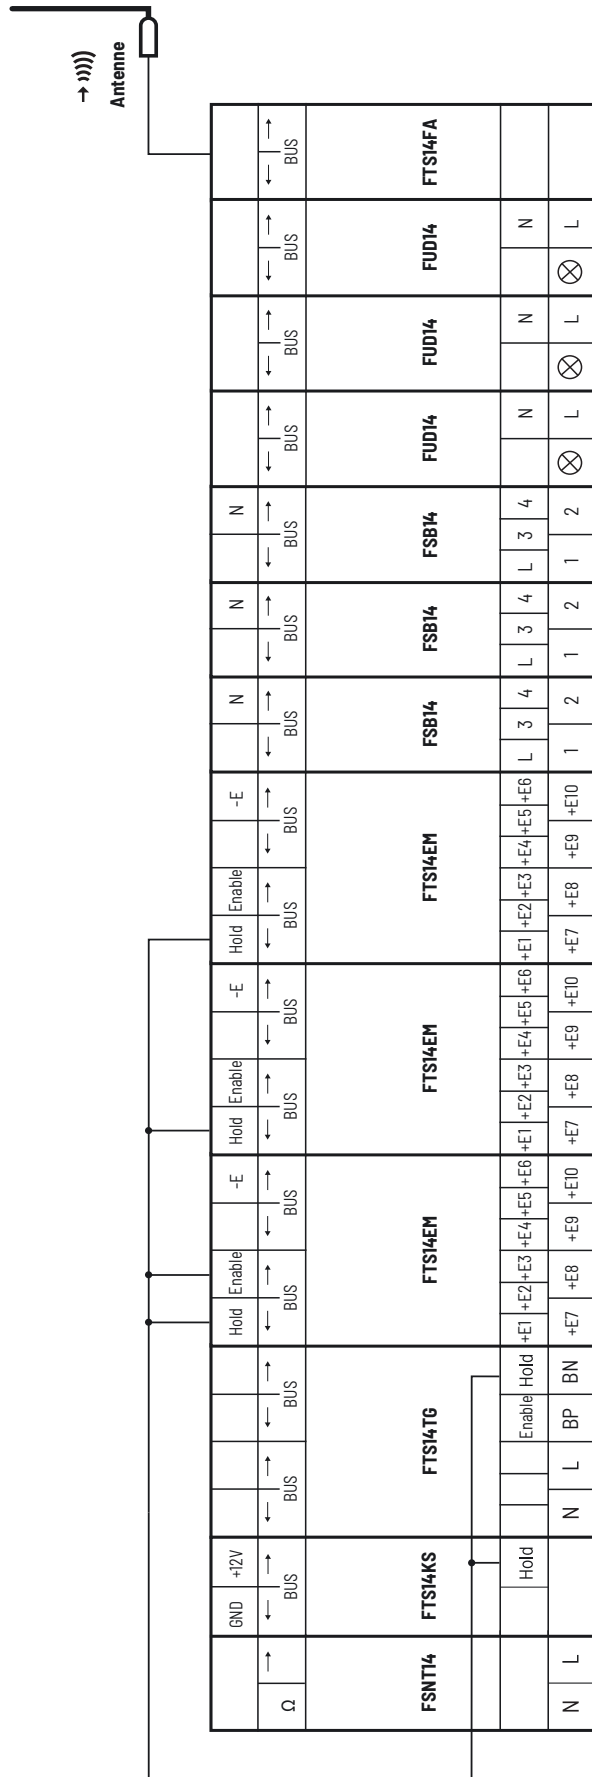 Antenne
GND +12V Hold Enable -E Hold Enable -E Hold Enable -E N N N
Ω BUS BUS BUS BUS BUS BUS BUS BUS BUS BUS BUS BUS BUS BUS BUS BUS
FSNT14 FTS14KS FTS14TG FTS14EM FTS14EM FTS14EM FSB14 FSB14 FSB14 FUD14 FUD14 FUD14 FTS14FA
Hold Enable Hold +E1 +E2 +E3 +E4 +E5 +E6 +E1 +E2 +E3 +E4 +E5 +E6 +E1 +E2 +E3 +E4 +E5 +E6 L 3 4 L 3 4 L 3 4 N N N
N L N L BP BN +E7 +E8 +E9 +E10 +E7 +E8 +E9 +E10 +E7 +E8 +E9 +E10 1 2 1 2 1 2 L L L